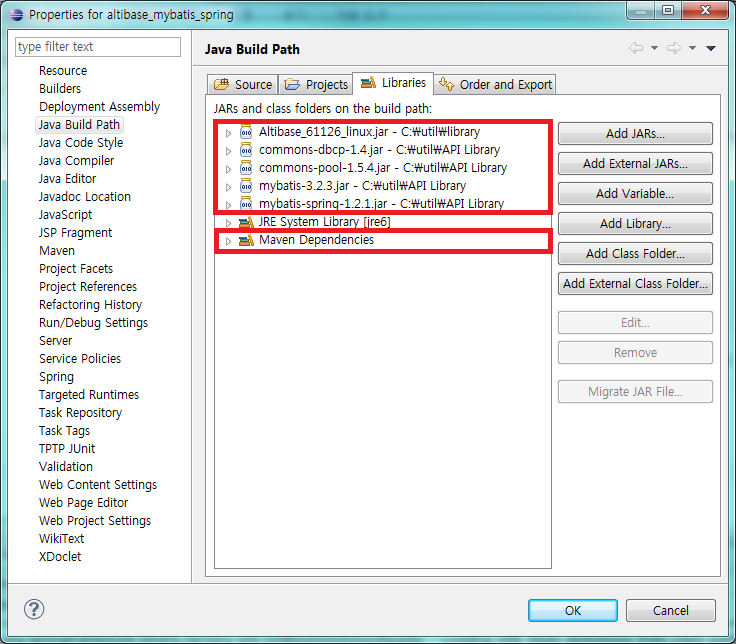 Properties for altibase_mybatis_spring
type filter text
Resource
Builders
Deployment Assembly
Java Build Path
Java Code Style
Java Compiler
Java Editor
Javadoc Location
JavaScript
JSP Fragment
Maven
Project Facets
Project References
Refactoring History
Run/Debug Settings
Server
Service Policies
Spring
Targeted Runtimes
Task Repository
Task Tags
TPTP JUnit
Validation
Web Content Settings
Web Page Editor
Web Project Settings
WikiText
XDoclet
Java Build Path
Source Projects Libraries Order and Export
JARs and class folders on the build path:
Altibase_61126_linux.jar - C:₩util₩library
commons-dbcp-1.4.jar - C:₩util₩API Library
commons-pool-1.5.4.jar - C:₩util₩API Library
mybatis-3.2.3.jar - C:₩util₩API Library
mybatis-spring-1.2.1.jar - C:₩util₩API Library
JRE System Library [jre6]
Maven Dependencies
Add JARs...
Add External JARs...
Add Variable...
Add Library...
Add Class Folder...
Add External Class Folder...
Edit...
Remove
Migrate JAR File...
OK Cancel